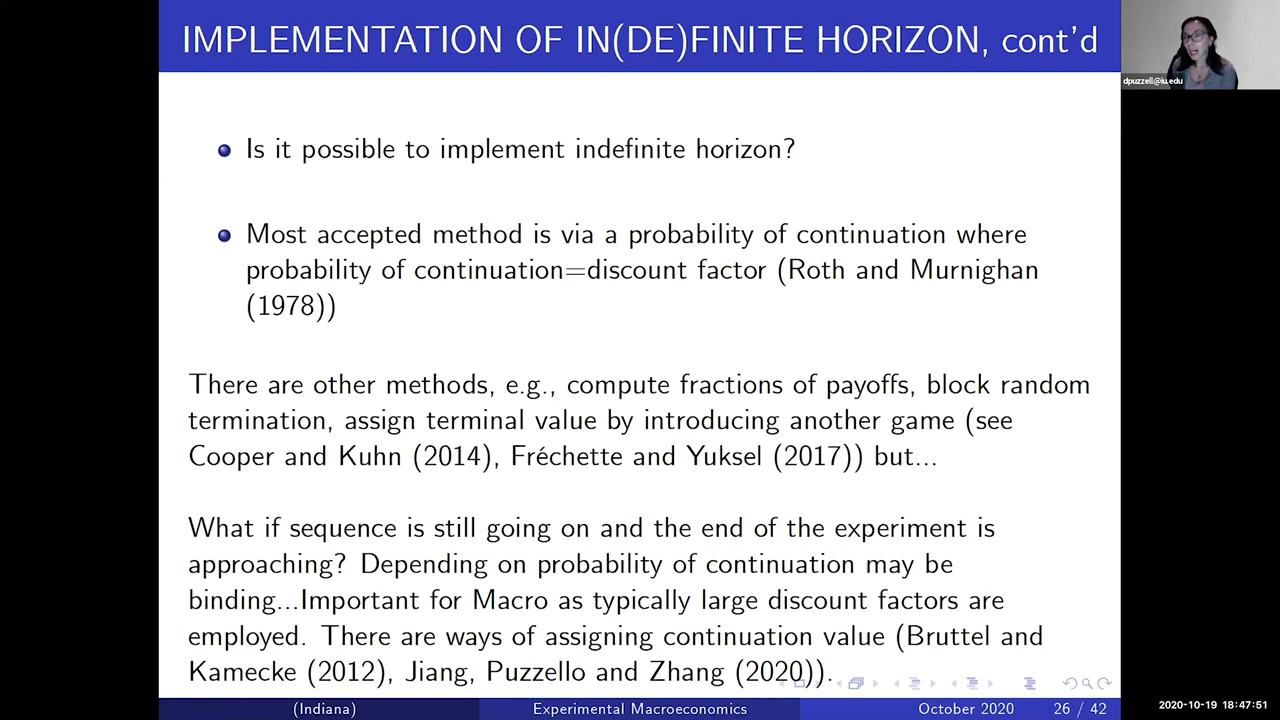 IMPLEMENTATION OF IN(DE)FINITE HORIZON, cont'd
dpuzzell@iu.edu
Is it possible to implement indefinite horizon?
Most accepted method is via a probability of continuation where
probability of continuation=discount factor (Roth and Murnighan
(1978))
There are other methods, e.g., compute fractions of payoffs, block random
termination, assign terminal value by introducing another game (see
Cooper and Kuhn (2014), Fréchette and Yuksel (2017)) but...
What if sequence is still going on and the end of the experiment is
approaching? Depending on probability of continuation may be
binding...Important for Macro as typically large discount factors are
employed. There are ways of assigning continuation value (Bruttel and
Kamecke (2012), Jiang, Puzzello and Zhang (2020)).
(Indiana) Experimental Macroeconomics October 2020 26 / 42
2020-10-19 18:47:51